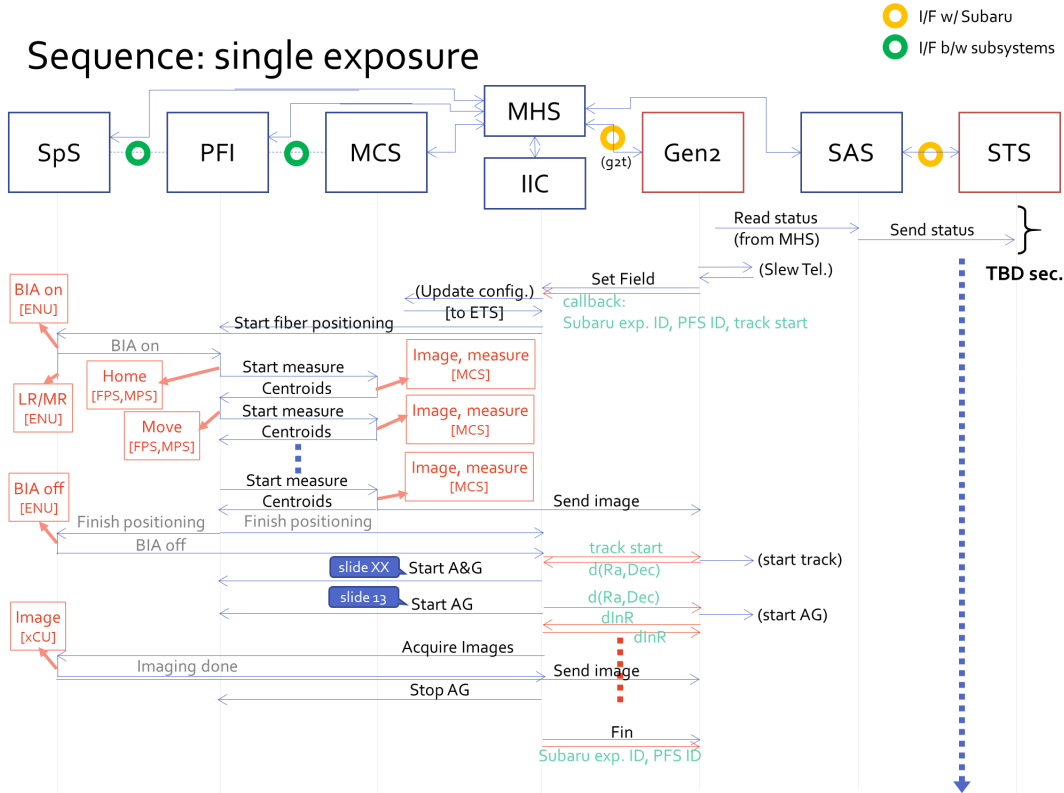 I/F w/ Subaru
I/F b/w subsystems
Sequence: single exposure
SpS
PFI
MCS
MHS
IIC
(g2t)
Gen2
SAS
STS
Read status
(from MHS)
Send status
TBD sec.
(Slew Tel.)
Set Field
(Update config.)
[to ETS]
callback:
Subaru exp. ID, PFS ID, track start
BIA on
[ENU]
Start fiber positioning
BIA on
Home
[FPS,MPS]
LR/MR
[ENU]
Start measure
Centroids
Image, measure
[MCS]
Move
[FPS,MPS]
Start measure
Centroids
Image, measure
[MCS]
Start measure
Centroids
Image, measure
[MCS]
Send image
BIA off
[ENU]
Finish positioning
Finish positioning
BIA off
track start
d(Ra,Dec)
(start track)
slide XX
Start A&G
slide 13
Start AG
d(Ra,Dec)
dInR
dInR
(start AG)
Image
[xCU]
Acquire Images
Imaging done
Send image
Stop AG
Fin
Subaru exp. ID, PFS ID